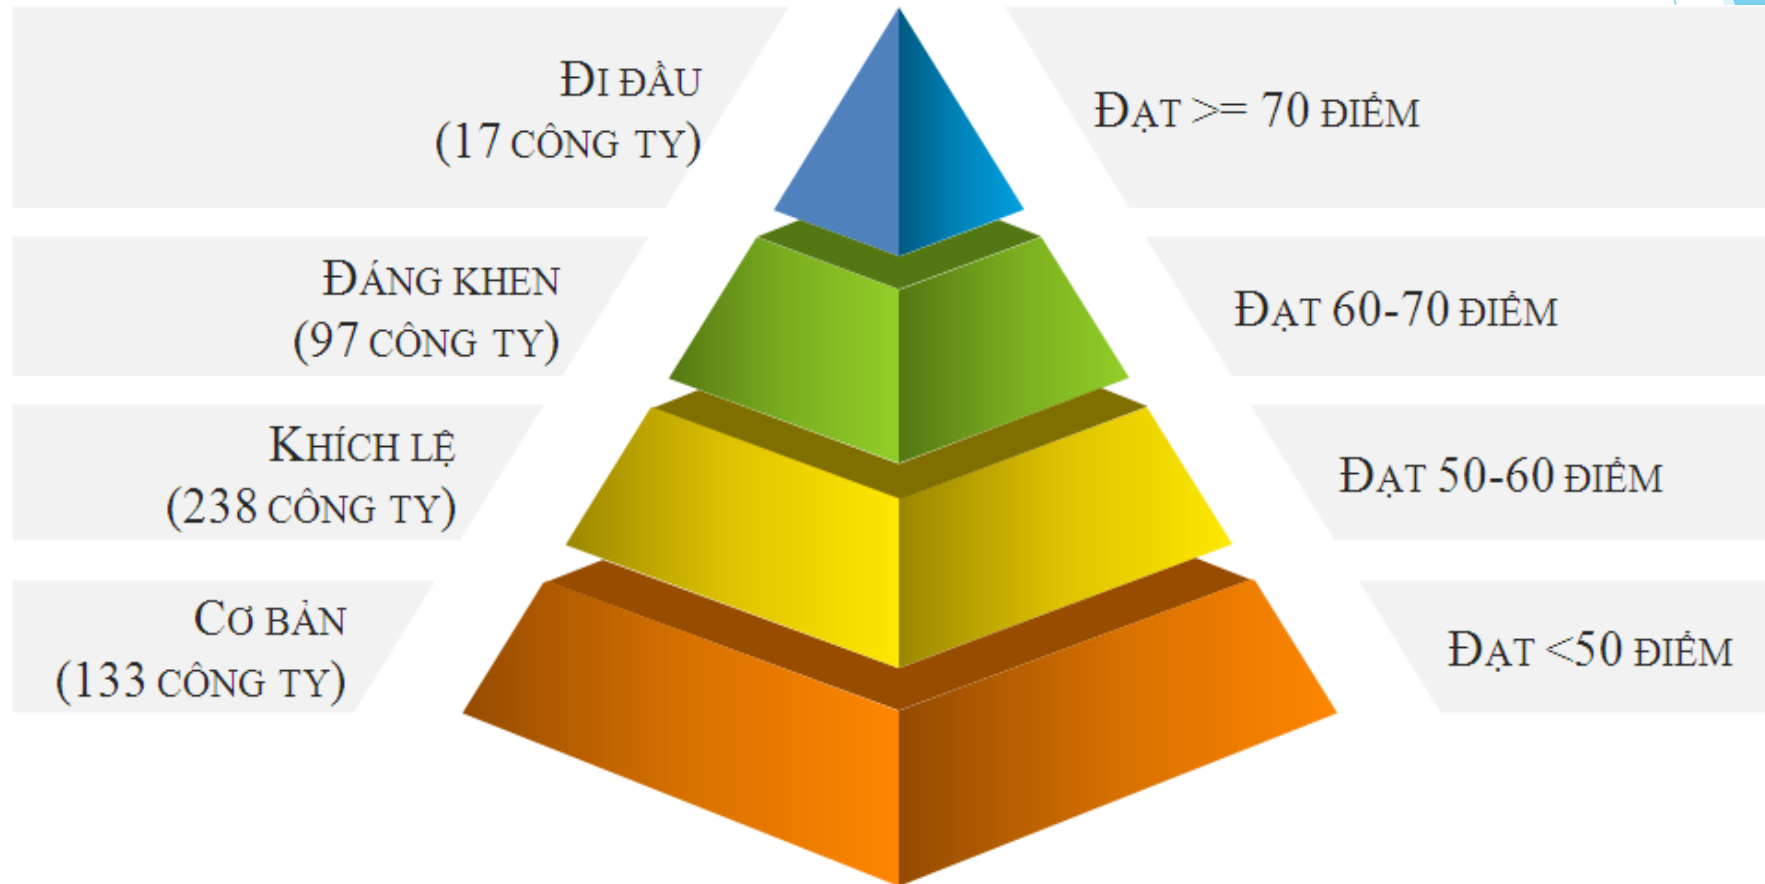 ĐI ĐẦU
(17 CÔNG TY)
ĐẠT >= 70 ĐIỂM
ĐÁNG KHEN
(97 CÔNG TY)
ĐẠT 60-70 ĐIỂM
KHÍCH LỆ
(238 CÔNG TY)
ĐẠT 50-60 ĐIỂM
CƠ BẢN
(133 CÔNG TY)
ĐẠT <50 ĐIỂM